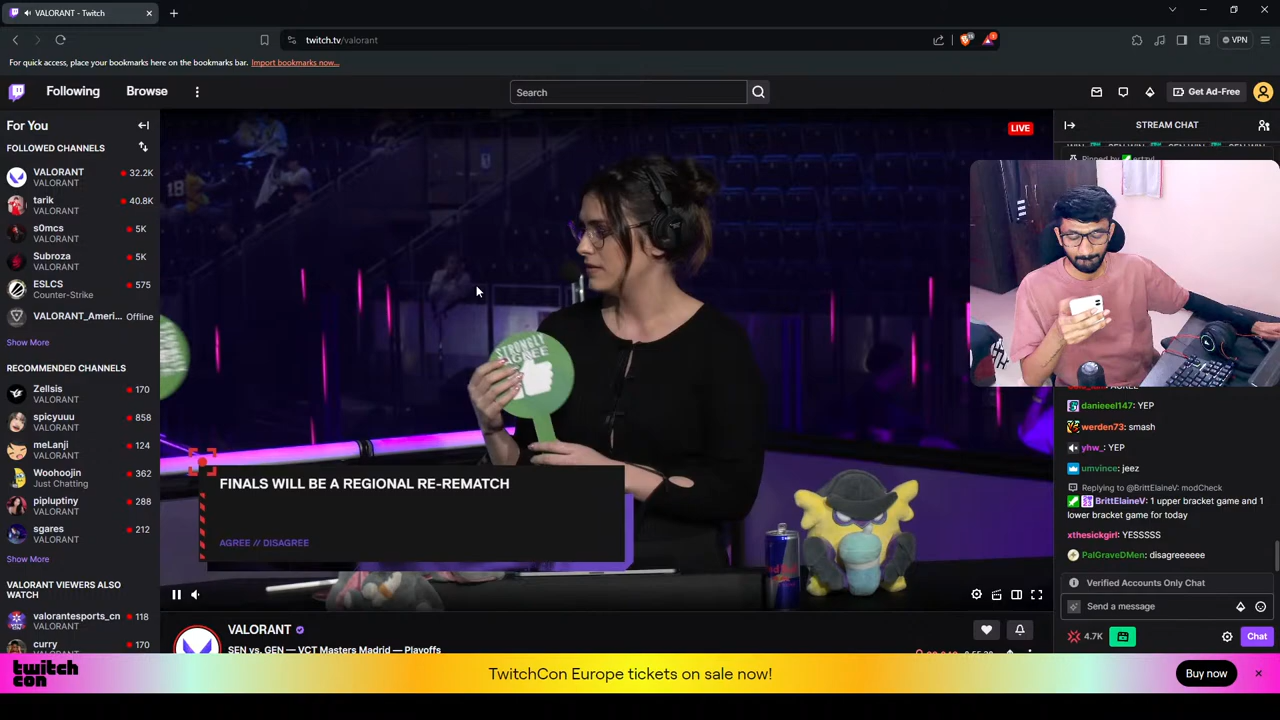 VALORANT - Twitch
twitch.tv/valorant
VPN
For quick access, place your bookmarks here on the bookmarks bar. Import bookmarks now...
Following
Browse
Search
Get Ad-Free
For You
FOLLOWED CHANNELS
VALORANT
VALORANT
32.2K
tarik
VALORANT
40.8K
s0mcs
VALORANT
5K
Subroza
VALORANT
5K
ESLCS
Counter-Strike
575
VALORANT_Ameri...
Offline
Show More
RECOMMENDED CHANNELS
Zellsis
VALORANT
170
spicyuuu
VALORANT
858
meLanji
VALORANT
124
Woohoojin
Just Chatting
362
pipluptiny
VALORANT
288
sgares
VALORANT
212
Show More
VALORANT VIEWERS ALSO WATCH
valorantesports_cn
VALORANT
118
curry
170
LIVE
18
STRONGLY
AGREE
FINALS WILL BE A REGIONAL RE-REMATCH
AGREE // DISAGREE
VALORANT
SEN vs. GEN — VCT Masters Madrid — Playoffs
STREAM CHAT
danieeel147: YEP
werden73: smash
yhw_: YEP
umvince: jeez
Replying to @BrittElaineV: modCheck
BrittElaineV: 1 upper bracket game and 1 lower bracket game for today
xthesickgirl: YESSSSS
PalGraveDMen: disagreeeeee
Verified Accounts Only Chat
Send a message
4.7K
Chat
twitch
con
TwitchCon Europe tickets on sale now!
Buy now